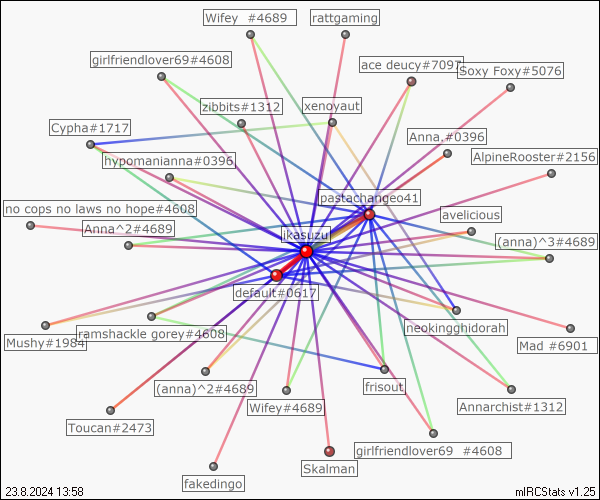 Wifey  #4689
rattgaming
girlfriendlover69#4608
ace deucy#7097
Soxy Foxy#5076
zibbits#1312
xenoyaut
Cypha#1717
Anna,#0396
hypomanianna#0396
AlpineRooster#2156
pastachangeo41
no cops no laws no hope#4608
avelicious
Anna^2#4689
ikasuzu
(anna)^3#4689
default#0617
neokingghidorah
Mushy#1984
ramshackle gorey#4608
Mad #6901
(anna)^2#4689
frisout
Wifey#4689
Annarchist#1312
Toucan#2473
girlfriendlover69  #4608
Skalman
fakedingo
23.8.2024 13:58
mIRCStats v1.25